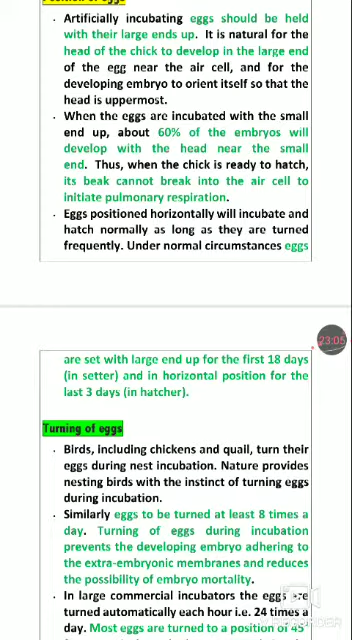 Position of eggs
· Artificially incubating eggs should be held
with their large ends up. It is natural for the
head of the chick to develop in the large end
of the egg near the air cell, and for the
developing embryo to orient itself so that the
head is uppermost.
· When the eggs are incubated with the small
end up, about 60% of the embryos will
develop with the head near the small
end. Thus, when the chick is ready to hatch,
its beak cannot break into the air cell to
initiate pulmonary respiration.
· Eggs positioned horizontally will incubate and
hatch normally as long as they are turned
frequently. Under normal circumstances eggs
23:05
are set with large end up for the first 18 days
(in setter) and in horizontal position for the
last 3 days (in hatcher).
Turning of eggs
· Birds, including chickens and quail, turn their
eggs during nest incubation. Nature provides
nesting birds with the instinct of turning eggs
during incubation.
· Similarly eggs to be turned at least 8 times a
day. Turning of eggs during incubation
prevents the developing embryo adhering to
the extra-embryonic membranes and reduces
the possibility of embryo mortality.
· In large commercial incubators the eggs are
turned automatically each hour i.e. 24 times a
day. Most eggs are turned to a position of 45°
RECORDER